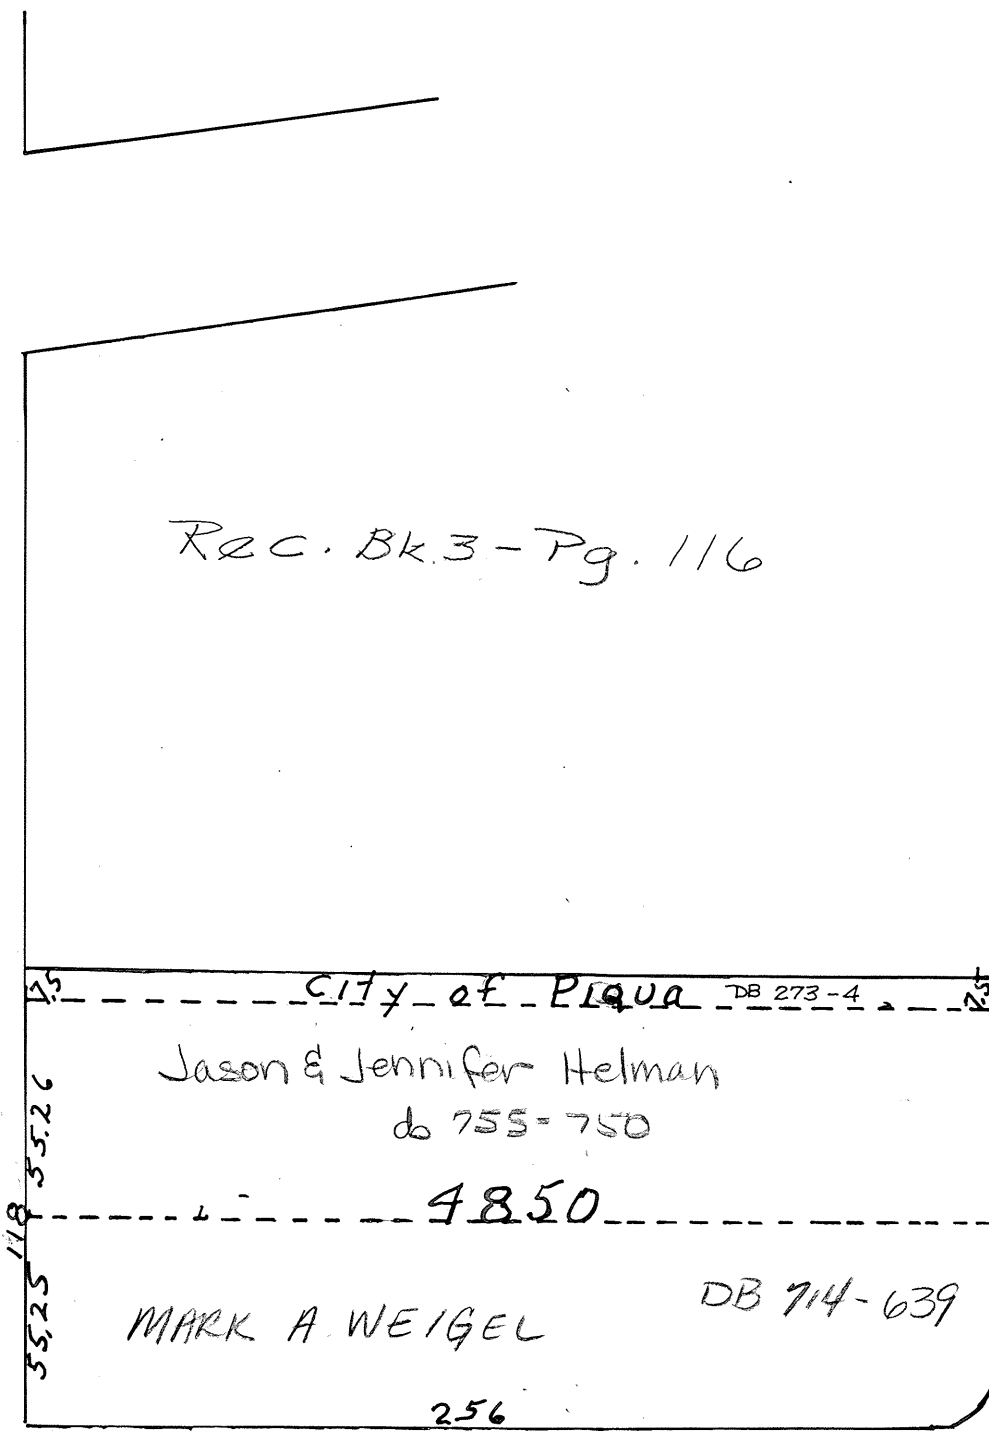 Rec. Bk. 3 - Pg. 116
7.5 City of Piqua DB 273-4 7.5
Jason & Jennifer Helman
do 755-750
55.26
4850
118
55.25
MARK A. WEIGEL DB 714-639
256